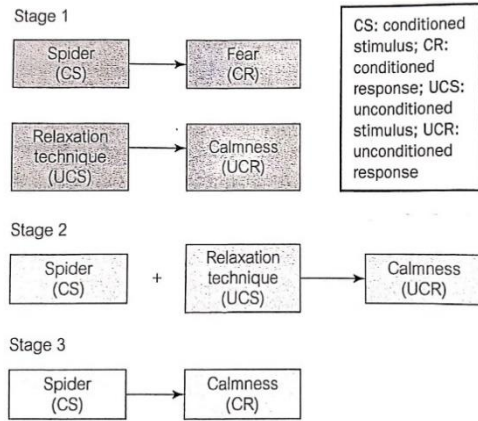 Stage 1
Spider
(CS)
Fear
(CR)
Relaxation
technique
(UCS)
Calmness
(UCR)
CS: conditioned
stimulus; CR:
conditioned
response; UCS:
unconditioned
stimulus; UCR:
unconditioned
response
Stage 2
Spider
(CS)
+
Relaxation
technique
(UCS)
Calmness
(UCR)
Stage 3
Spider
(CS)
Calmness
(CR)